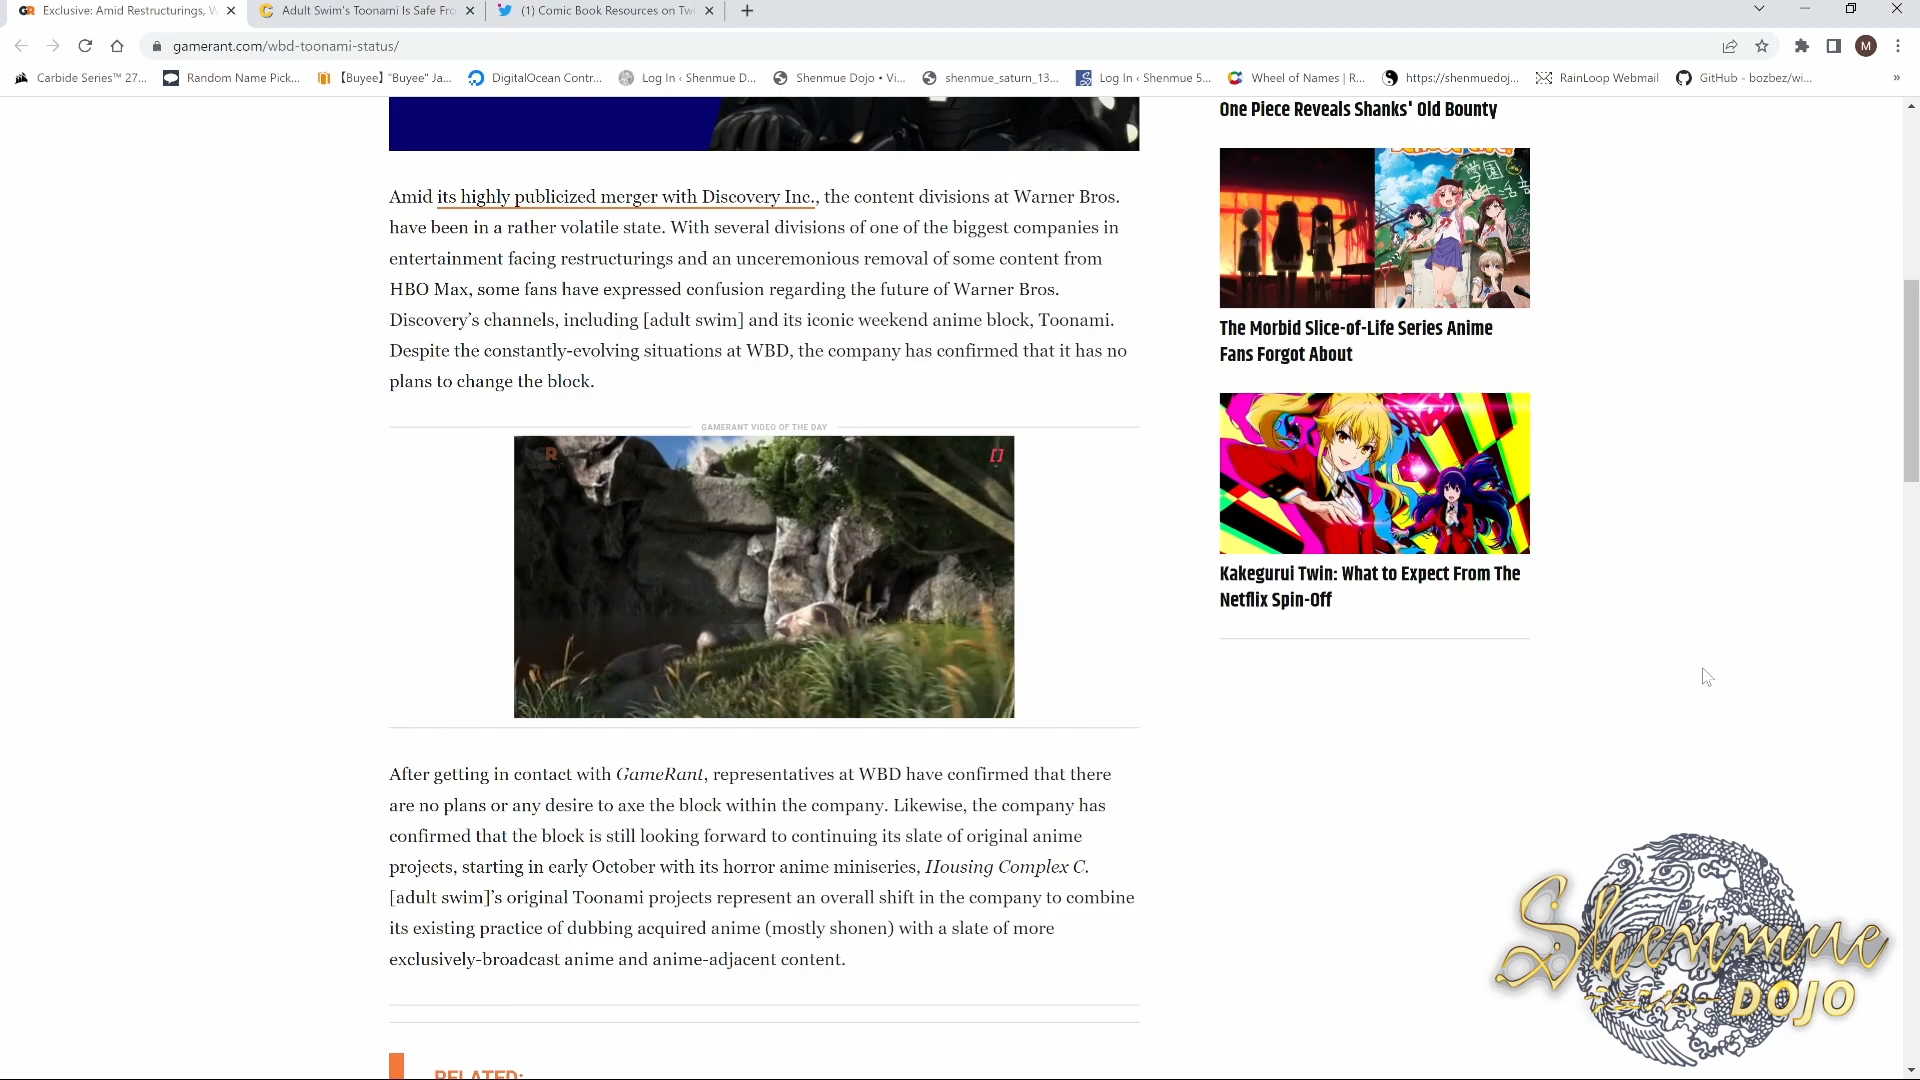 Exclusive: Amid Restructurings, W
Adult Swim's Toonami Is Safe Fro
(1) Comic Book Resources on Twi
gamerant.com/wbd-toonami-status/
M
Carbide Series™ 27...
Random Name Pick...
【Buyee】 "Buyee" Ja...
DigitalOcean Contr...
Log In ‹ Shenmue D...
Shenmue Dojo • Vi...
shenmue_saturn_13...
Log In ‹ Shenmue 5...
Wheel of Names | R...
https://shenmuedoj...
RainLoop Webmail
GitHub - bozbez/wi...
»
Amid its highly publicized merger with Discovery Inc., the content divisions at Warner Bros.
have been in a rather volatile state. With several divisions of one of the biggest companies in
entertainment facing restructurings and an unceremonious removal of some content from
HBO Max, some fans have expressed confusion regarding the future of Warner Bros.
Discovery's channels, including [adult swim] and its iconic weekend anime block, Toonami.
Despite the constantly-evolving situations at WBD, the company has confirmed that it has no
plans to change the block.
GAMERANT VIDEO OF THE DAY
After getting in contact with GameRant, representatives at WBD have confirmed that there
are no plans or any desire to axe the block within the company. Likewise, the company has
confirmed that the block is still looking forward to continuing its slate of original anime
projects, starting in early October with its horror anime miniseries, Housing Complex C.
[adult swim]'s original Toonami projects represent an overall shift in the company to combine
its existing practice of dubbing acquired anime (mostly shonen) with a slate of more
exclusively-broadcast anime and anime-adjacent content.
RELATED:
One Piece Reveals Shanks' Old Bounty
The Morbid Slice-of-Life Series Anime
Fans Forgot About
Kakegurui Twin: What to Expect From The
Netflix Spin-Off
Shenmue
DOJO